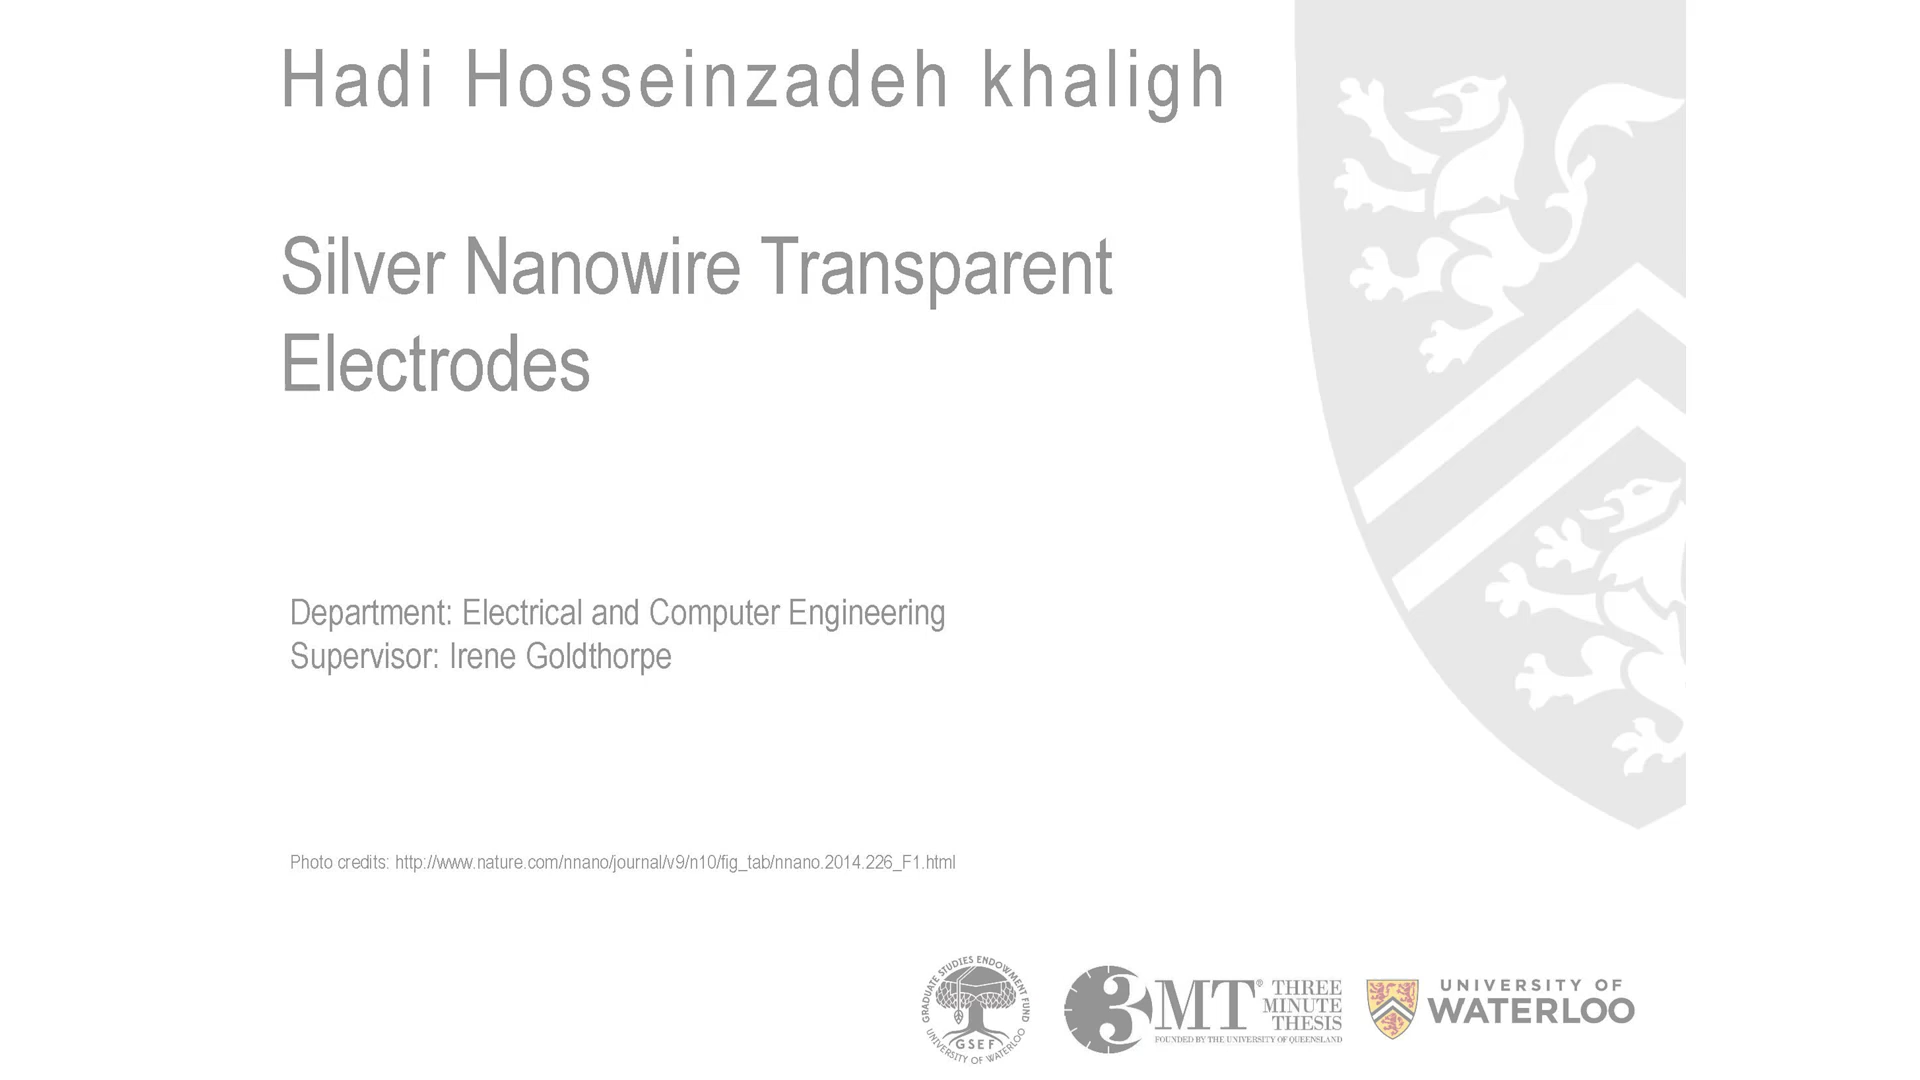 Hadi Hosseinzadeh khaligh
Silver Nanowire Transparent
Electrodes
Department: Electrical and Computer Engineering
Supervisor: Irene Goldthorpe
Photo credits: http://www.nature.com/nnano/journal/v9/n10/fig_tab/nnano.2014.226_F1.html
GRADUATE STUDIES ENDOWMENT FUND
GSEF
UNIVERSITY OF WATERLOO
3MT® THREE
MINUTE
THESIS
FOUNDED BY THE UNIVERSITY OF QUEENSLAND
UNIVERSITY OF
WATERLOO